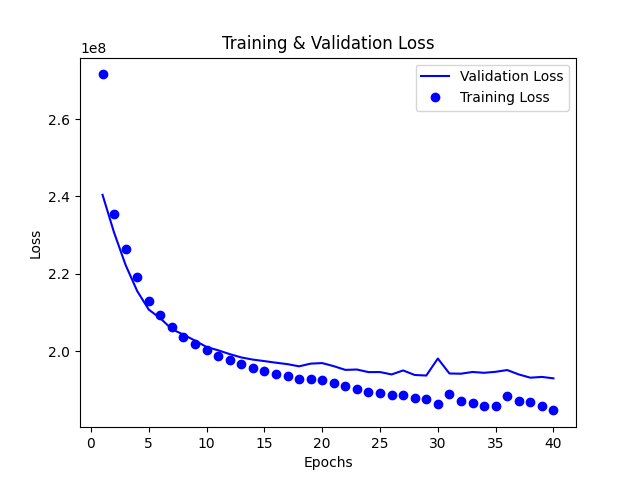 Training & Validation Loss
1e8
Validation Loss
Training Loss
2.6
2.4
2.2
2.0
Loss
0 5 10 15 20 25 30 35 40
Epochs